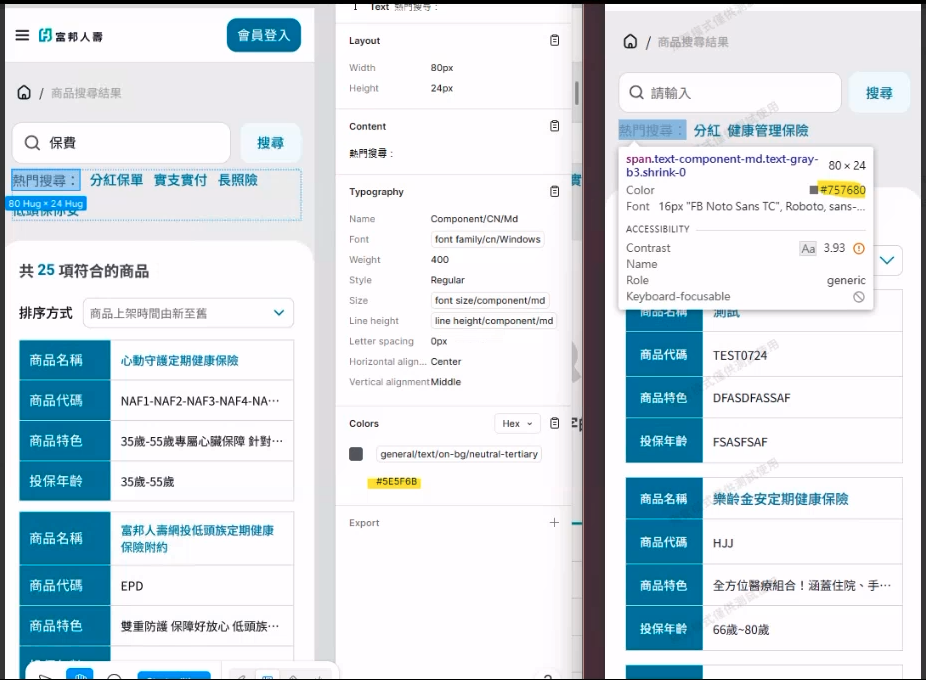 富邦人壽
會員登入
/ 商品搜尋結果
保費
搜尋
熱門搜尋： 分紅保單 實支實付 長照險
80 Hug × 24 Hug
共 25 項符合的商品
排序方式 商品上架時間由新至舊
商品名稱 心動守護定期健康保險
商品代碼 NAF1-NAF2-NAF3-NAF4-NA⋯
商品特色 35歲-55歲專屬心臟保障 針對⋯
投保年齡 35歲-55歲
商品名稱 富邦人壽網投低頭族定期健康
保險附約
商品代碼 EPD
商品特色 雙重防護 保障好放心 低頭族⋯
Text 熱門搜尋：
Layout
Width 80px
Height 24px
Content
熱門搜尋：
Typography
Name Component/CN/Md
Font font family/cn/Windows
Weight 400
Style Regular
Size font size/component/md
Line height line height/component/md
Letter spacing 0px
Horizontal align... Center
Vertical alignment Middle
Colors Hex
general/text/on-bg/neutral-tertiary
#5E5F6B
Export
/ 商品搜尋結果
請輸入
搜尋
熱門搜尋： 分紅 健康管理保險
span.text-component-md.text-gray-
b3.shrink-0 80 × 24
Color #757680
Font 16px "FB Noto Sans TC", Roboto, sans-...
ACCESSIBILITY
Contrast Aa 3.93
Name
Role generic
Keyboard-focusable
商品名稱 測試
商品代碼 TEST0724
商品特色 DFASDFASSAF
投保年齡 FSASFSAF
商品名稱 樂齡金安定期健康保險
商品代碼 HJJ
商品特色 全方位醫療組合！涵蓋住院、手⋯
投保年齡 66歲~80歲